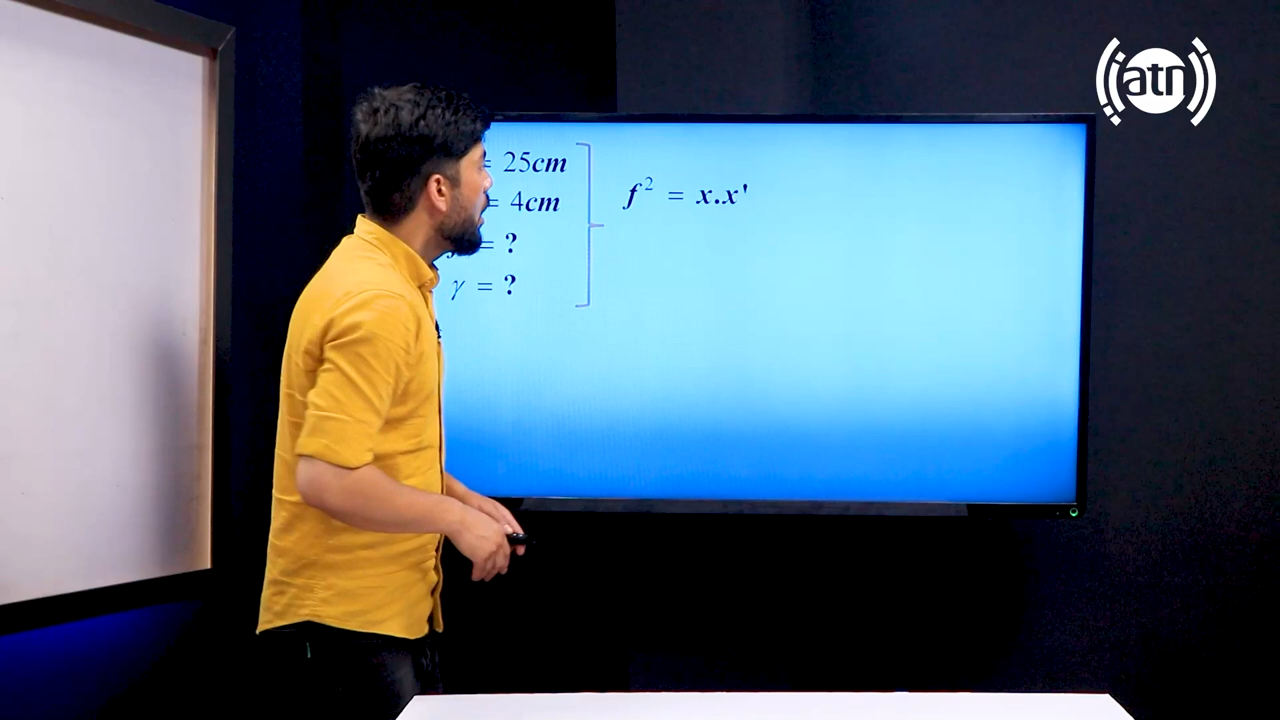 atn
= 25cm
= 4cm
= ?
γ = ?
f² = x.x'